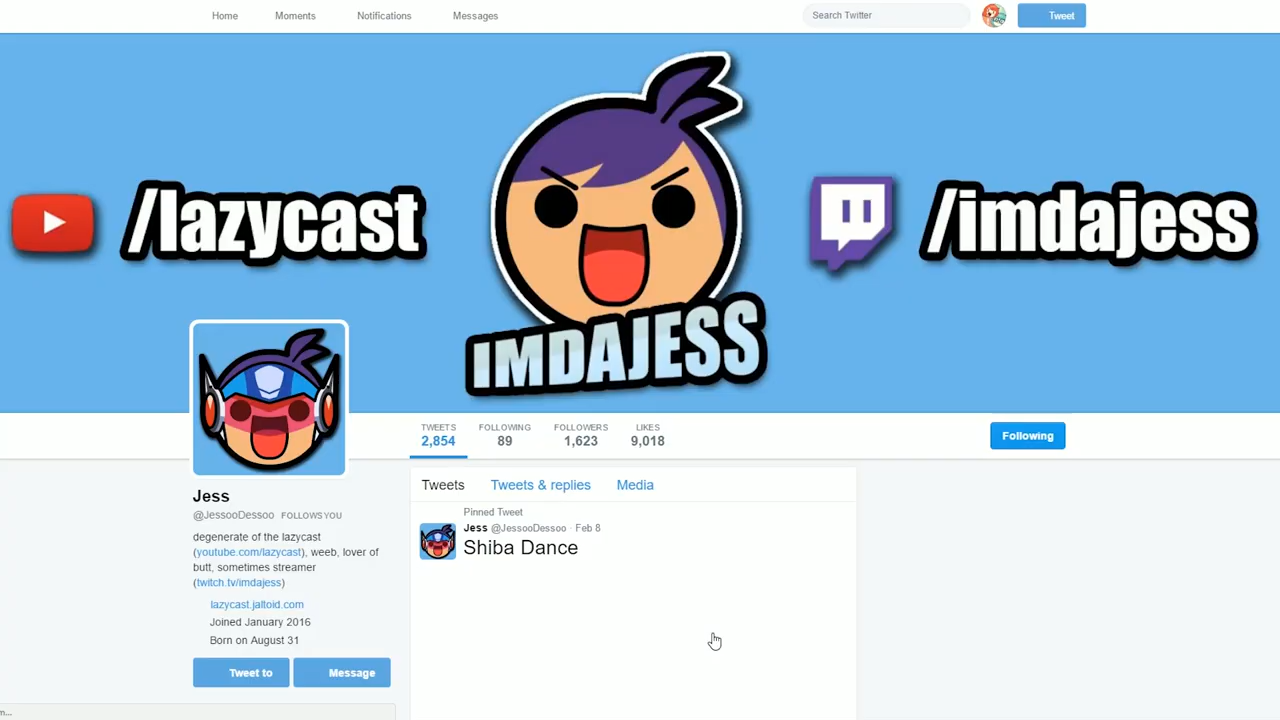 Home Moments Notifications Messages Search Twitter Tweet
/lazycast
/imdajess
IMDAJESS
TWEETS FOLLOWING FOLLOWERS LIKES
2,854 89 1,623 9,018
Following
Jess
@JessooDessoo FOLLOWS YOU
degenerate of the lazycast
(youtube.com/lazycast), weeb, lover of
butt, sometimes streamer
(twitch.tv/imdajess)
lazycast.jaltoid.com
Joined January 2016
Born on August 31
Tweet to Message
Tweets Tweets & replies Media
Pinned Tweet
Jess @JessooDessoo · Feb 8
Shiba Dance
m...